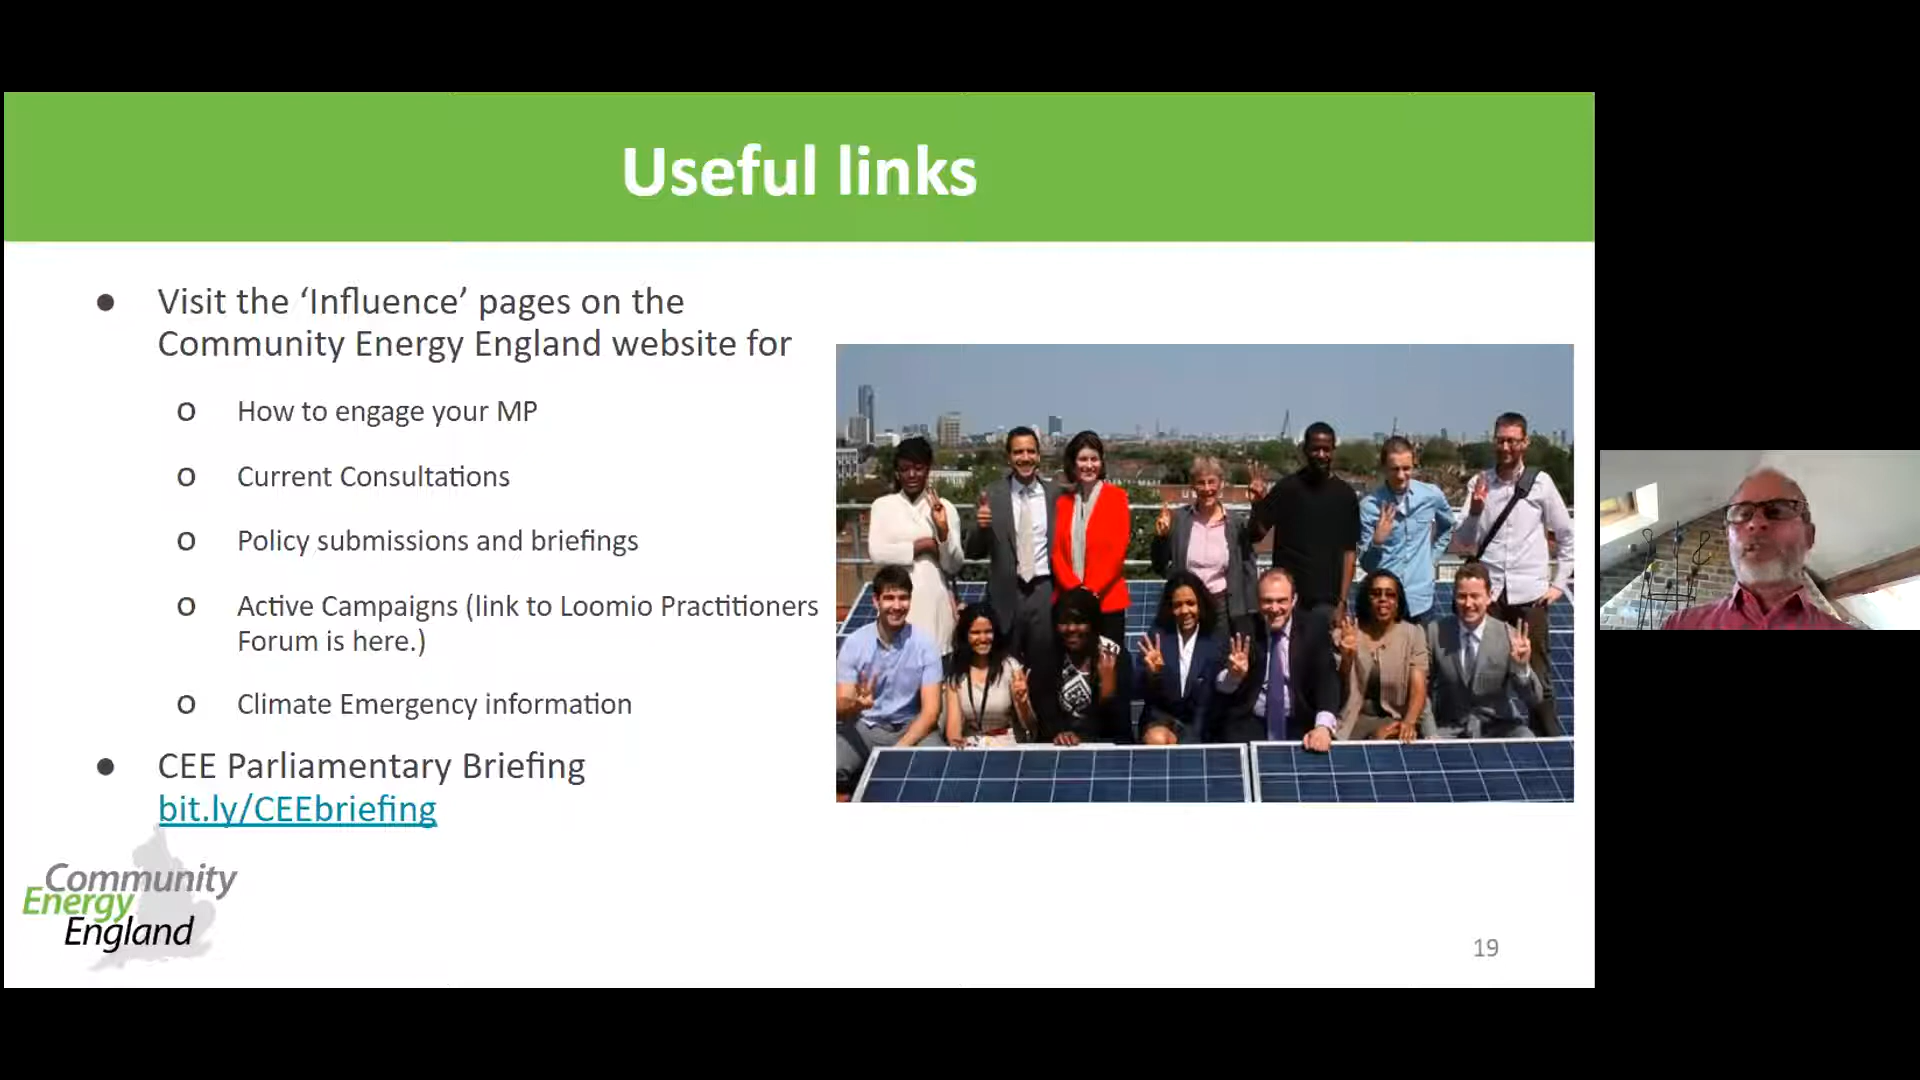 Useful links
● Visit the ‘Influence’ pages on the
Community Energy England website for
o How to engage your MP
o Current Consultations
o Policy submissions and briefings
o Active Campaigns (link to Loomio Practitioners
Forum is here.)
o Climate Emergency information
● CEE Parliamentary Briefing
bit.ly/CEEbriefing
Community
Energy
England
19